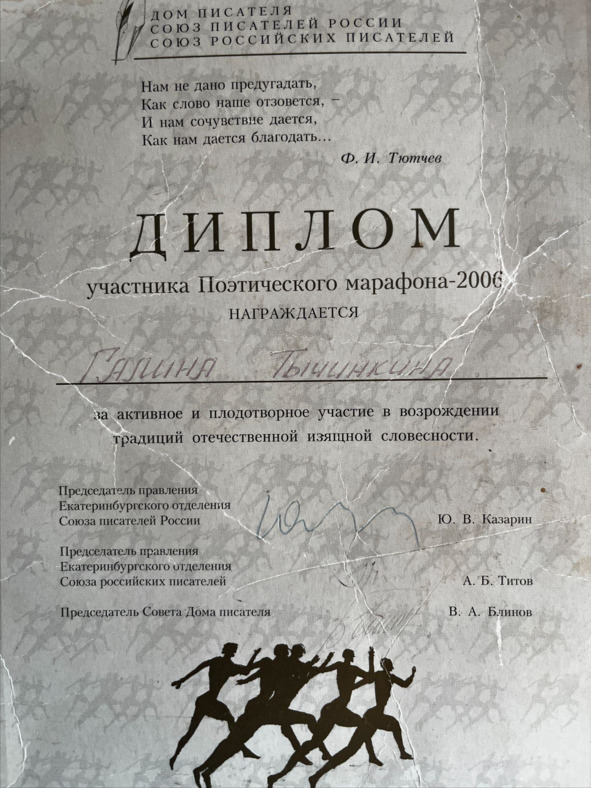 ДОМ ПИСАТЕЛЯ
СОЮЗ ПИСАТЕЛЕЙ РОССИИ
СОЮЗ РОССИЙСКИХ ПИСАТЕЛЕЙ
Нам не дано предугадать,
Как слово наше отзовется, –
И нам сочувствие дается,
Как нам дается благодать...
Ф. И. Тютчев
ДИПЛОМ
участника Поэтического марафона-2006
НАГРАЖДАЕТСЯ
Галина Тычинкина
за активное и плодотворное участие в возрождении
традиций отечественной изящной словесности.
Председатель правления
Екатеринбургского отделения
Союза писателей России
Ю. В. Казарин
Председатель правления
Екатеринбургского отделения
Союза российских писателей
А. Б. Титов
Председатель Совета Дома писателя
В. А. Блинов